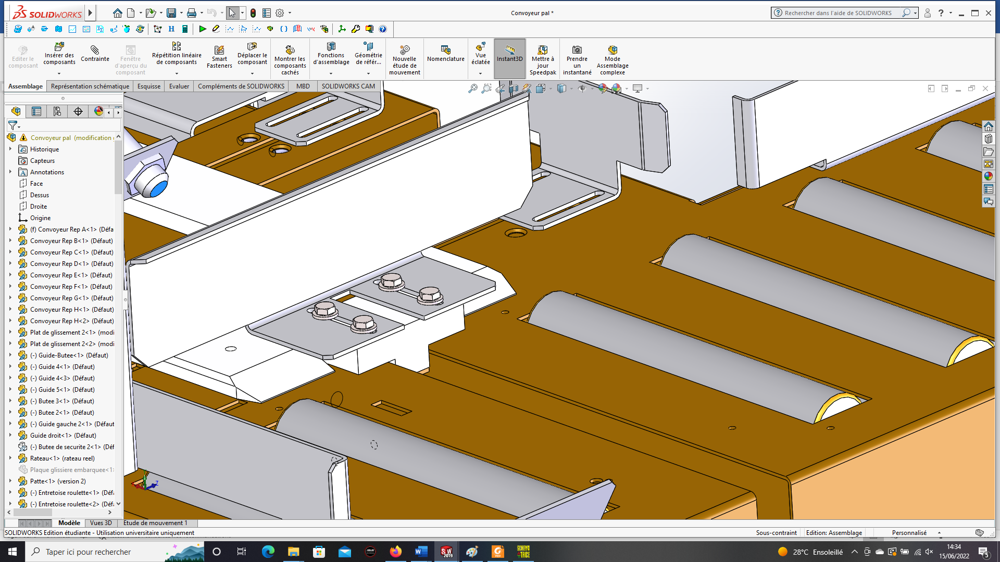 SOLIDWORKS
Convoyeur pal *
Rechercher dans l'aide de SOLIDWORKS
Editer le composant
Insérer des composants
Contrainte
Fenêtre d'aperçu du composant
Répétition linéaire de composants
Smart Fasteners
Déplacer le composant
Montrer les composants cachés
Fonctions d'assemblage
Géométrie de référ...
Nouvelle étude de mouvement
Nomenclature
Vue éclatée
Instant3D
Mettre à jour Speedpak
Prendre un instantané
Mode Assemblage complexe
Assemblage
Représentation schématique
Esquisse
Evaluer
Compléments de SOLIDWORKS
MBD
SOLIDWORKS CAM
Convoyeur pal (modification
Historique
Capteurs
Annotations
Face
Dessus
Droite
Origine
(f) Convoyeur Rep A<1> (Défa
Convoyeur Rep B<1> (Défaut)
Convoyeur Rep C<1> (Défaut)
Convoyeur Rep D<1> (Défaut)
Convoyeur Rep E<1> (Défaut)
Convoyeur Rep F<1> (Défaut)
Convoyeur Rep G<1> (Défaut)
Convoyeur Rep H<1> (Défaut)
Convoyeur Rep H<2> (Défaut)
Plat de glissement 2<1> (modi
Plat de glissement 2<2> (modi
(-) Guide-Butee<1> (Défaut)
(-) Guide 4<1> (Défaut)
(-) Guide 4<3> (Défaut)
(-) Guide 5<1> (Défaut)
(-) Butee 3<1> (Défaut)
(-) Butee 2<1> (Défaut)
(-) Guide gauche 2<1> (Défaut
Guide droit<1> (Défaut)
(-) Butee de securite 2<1> (Déf
Rateau<1> (rateau reel)
Plaque glissiere embarquee<1>
Patte<1> (version 2)
(-) Entretoise roulette<1> (Défa
(-) Entretoise roulette<2> (Défa
Z
Modèle
Vues 3D
Etude de mouvement 1
SOLIDWORKS Edition étudiante - Utilisation universitaire uniquement
Sous-contraint
Edition: Assemblage
Personnalisé
Taper ici pour rechercher
28°C Ensoleillé
14:34
15/06/2022
5